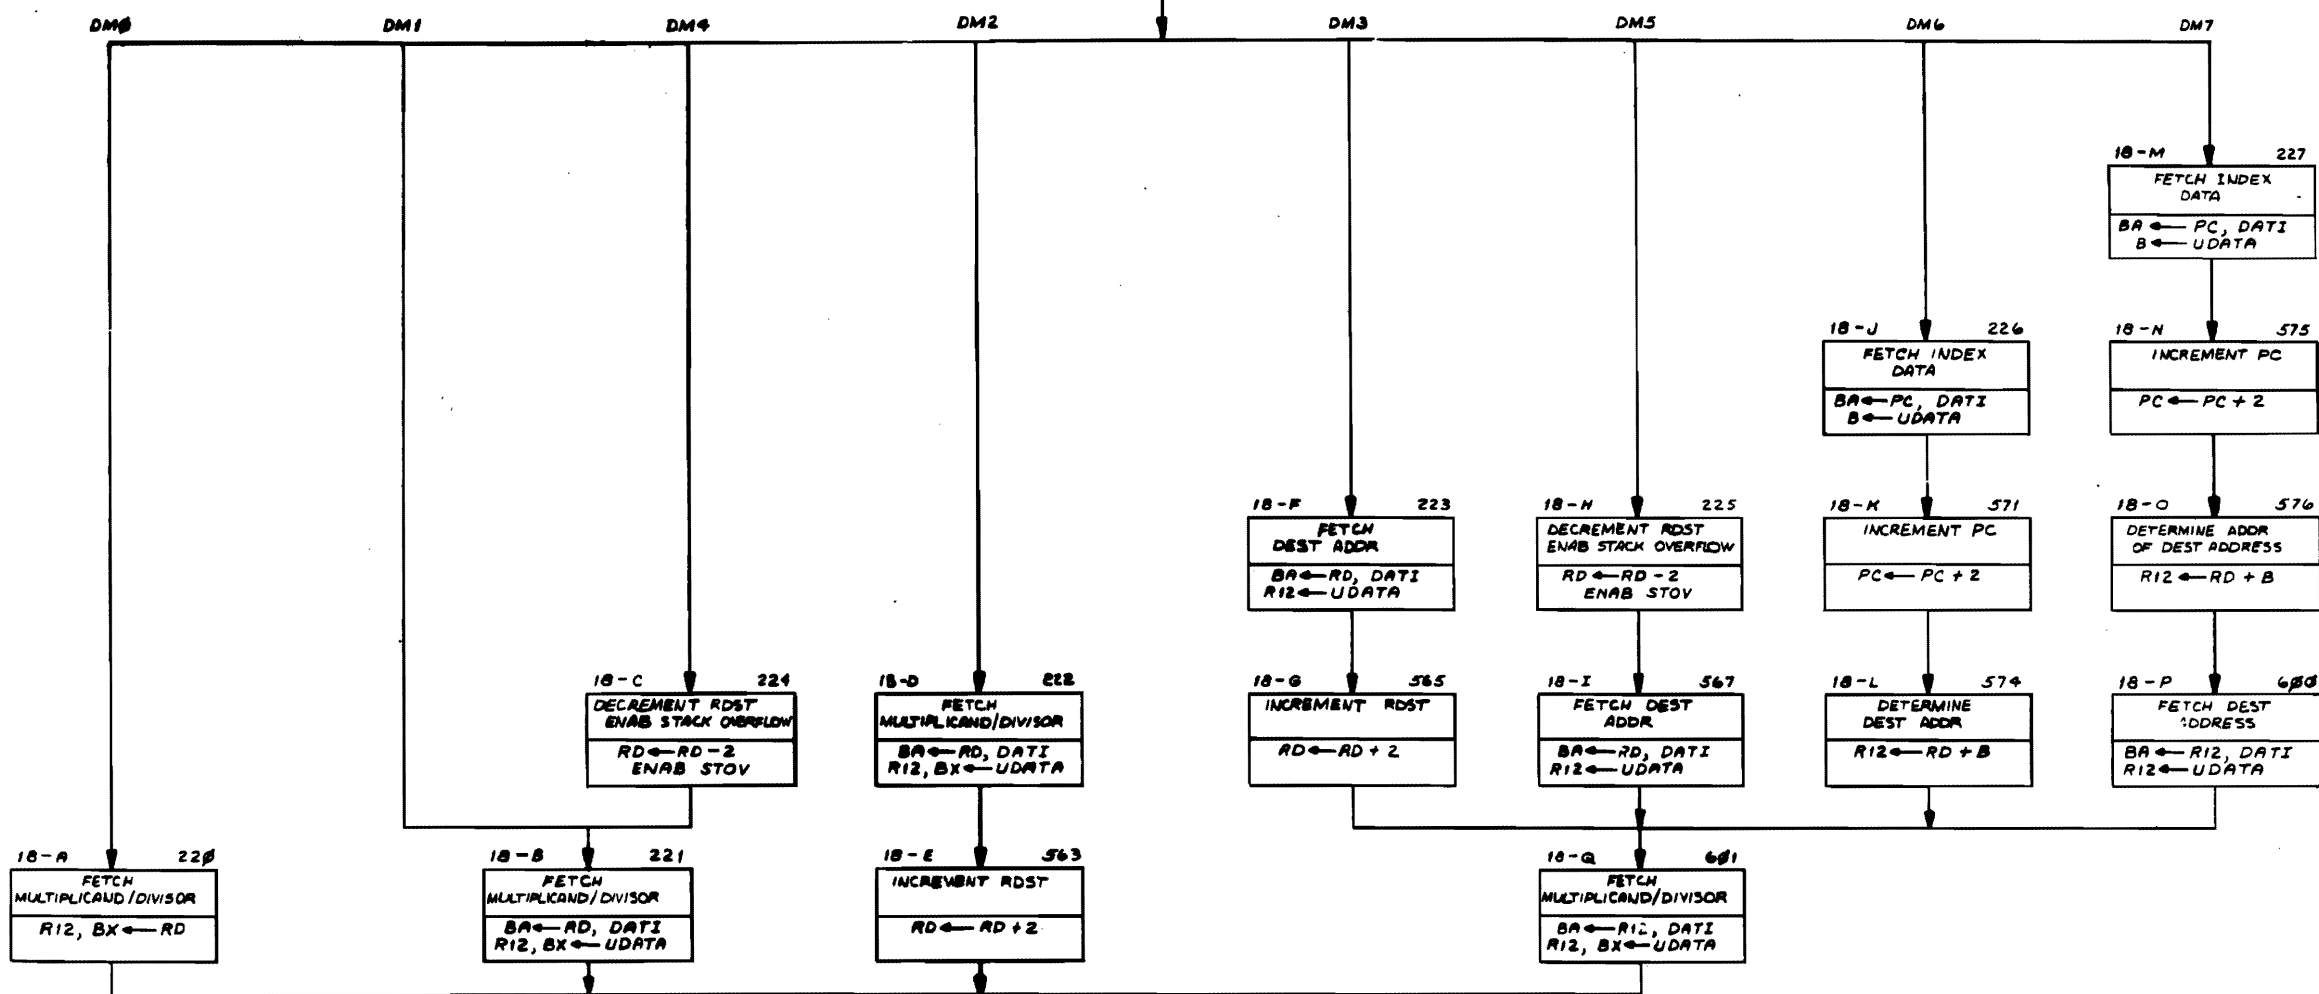 DMØ DM1 DM4 DM2 DM3 DM5 DM6 DM7
18-M 227
FETCH INDEX
DATA
BA ← PC, DATI
B ← UDATA
18-J 226
FETCH INDEX
DATA
BA ← PC, DATI
B ← UDATA
18-N 575
INCREMENT PC
PC ← PC + 2
18-F 223
FETCH
DEST ADDR
BA ← RD, DATI
R12 ← UDATA
18-H 225
DECREMENT RDST
ENAB STACK OVERFLOW
RD ← RD - 2
ENAB STOV
18-K 571
INCREMENT PC
PC ← PC + 2
18-O 576
DETERMINE ADDR
OF DEST ADDRESS
R12 ← RD + B
18-C 224
DECREMENT RDST
ENAB STACK OVERFLOW
RD ← RD - 2
ENAB STOV
18-D 222
FETCH
MULTIPLICAND/DIVISOR
BA ← RD, DATI
R12, BX ← UDATA
18-G 565
INCREMENT RDST
RD ← RD + 2
18-I 567
FETCH DEST
ADDR
BA ← RD, DATI
R12 ← UDATA
18-L 574
DETERMINE
DEST ADDR
R12 ← RD + B
18-P 6ØØ
FETCH DEST
ADDRESS
BA ← R12, DATI
R12 ← UDATA
18-A 22Ø
FETCH
MULTIPLICAND/DIVISOR
R12, BX ← RD
18-B 221
FETCH
MULTIPLICAND/DIVISOR
BA ← RD, DATI
R12, BX ← UDATA
18-E 563
INCREMENT RDST
RD ← RD + 2
18-Q 6Ø1
FETCH
MULTIPLICAND/DIVISOR
BA ← R12, DATI
R12, BX ← UDATA